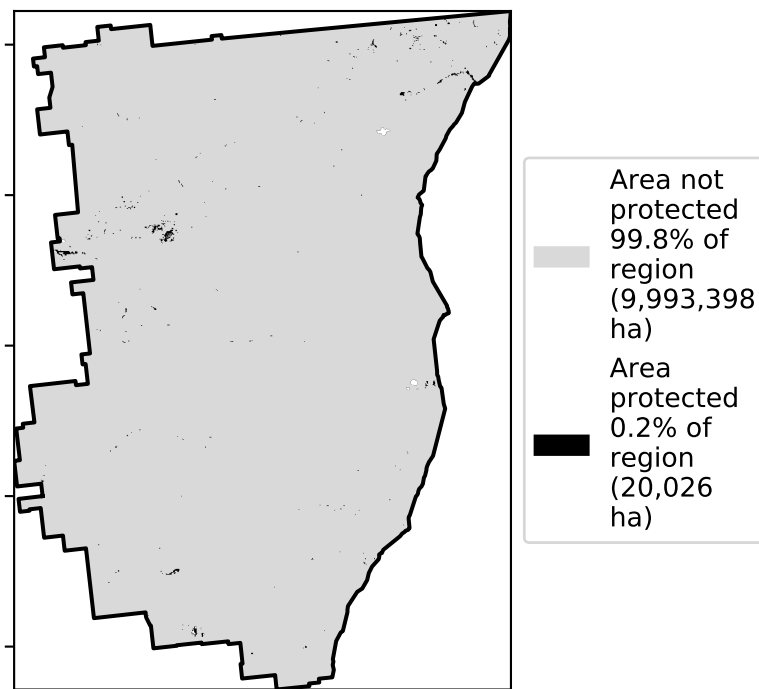 Area not
protected
99.8% of
region
(9,993,398
ha)
Area
protected
0.2% of
region
(20,026
ha)